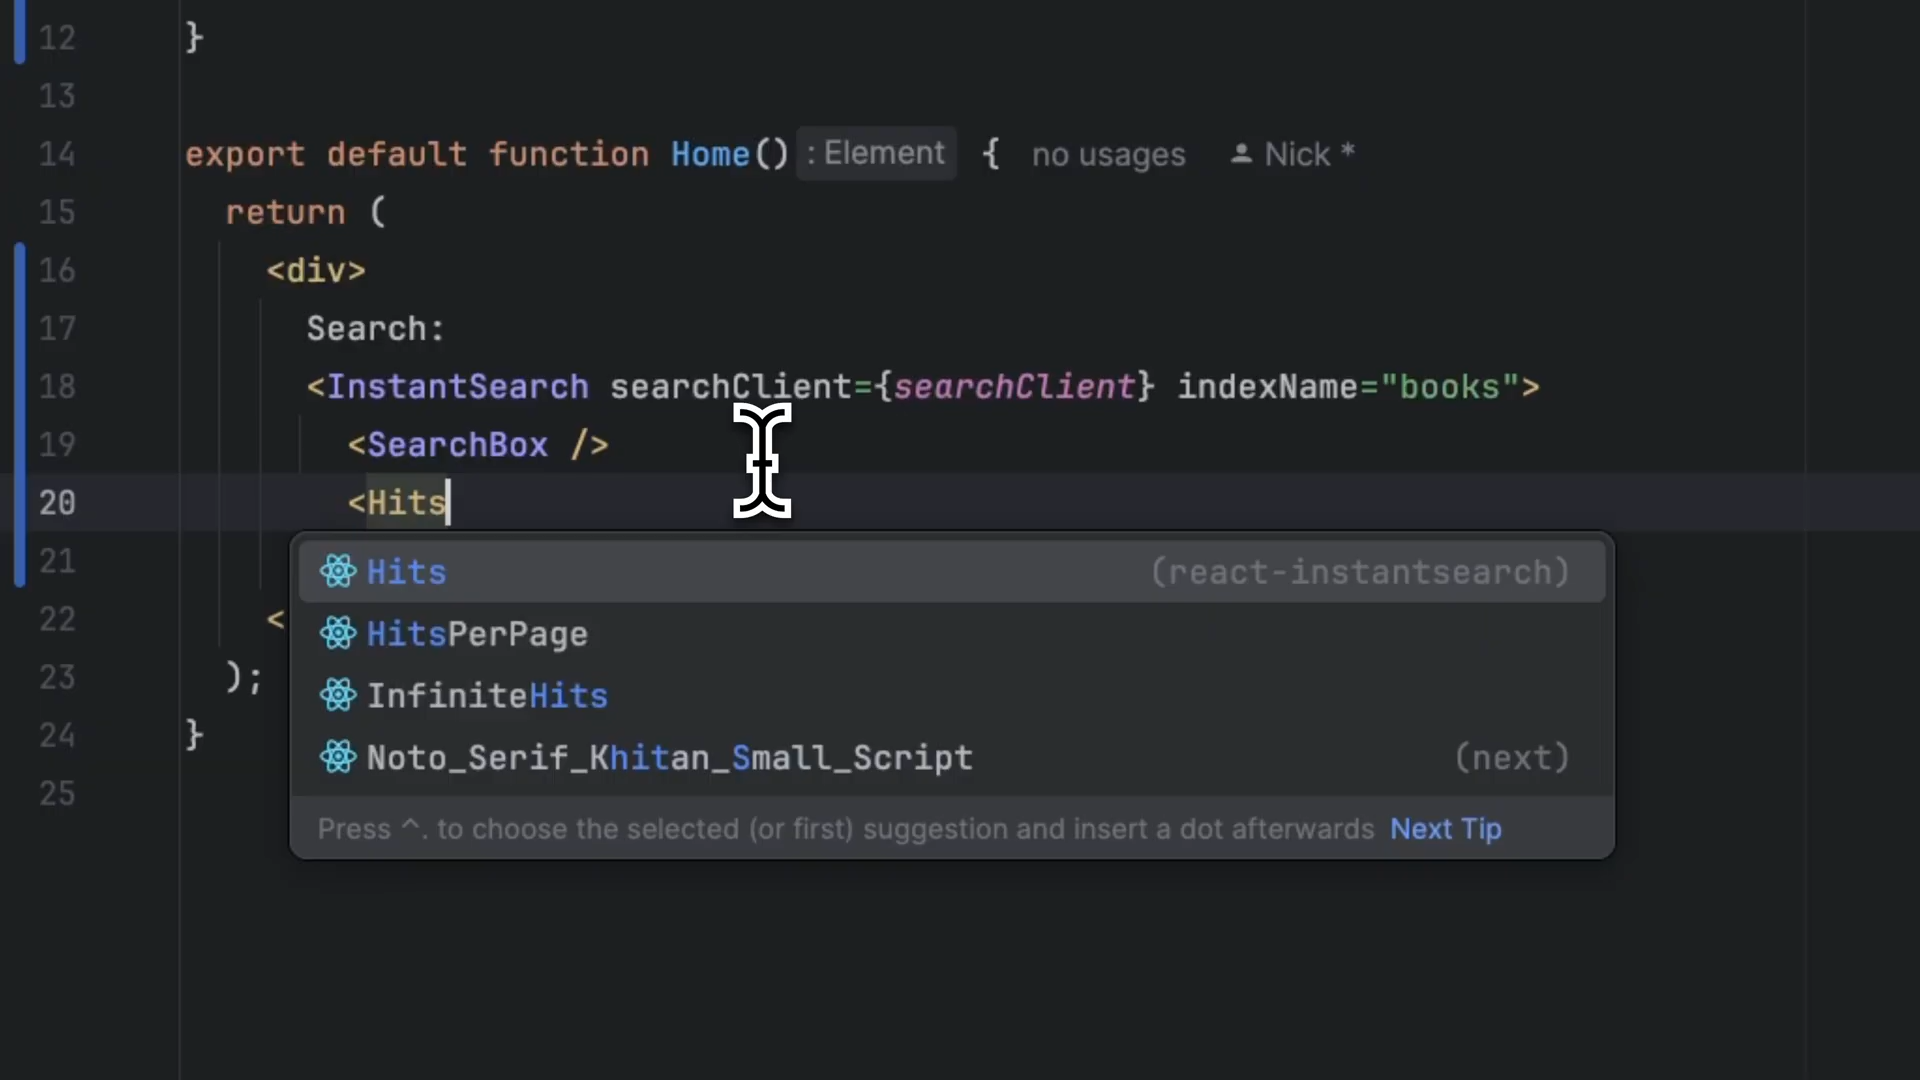 12 }
13
14 export default function Home() : Element { no usages Nick *
15 return (
16 <div>
17 Search:
18 <InstantSearch searchClient={searchClient} indexName="books">
19 <SearchBox />
20 <Hits
21 Hits (react-instantsearch)
22 < HitsPerPage
InfiniteHits
23 );
24 } Noto_Serif_Khitan_Small_Script (next)
25
Press ^. to choose the selected (or first) suggestion and insert a dot afterwards Next Tip